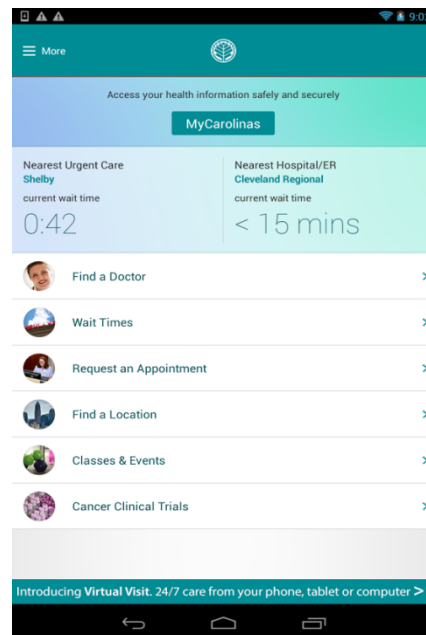 9:0
More
Access your health information safely and securely
MyCarolinas
Nearest Urgent Care
Shelby
current wait time
0:42
Nearest Hospital/ER
Cleveland Regional
current wait time
< 15 mins
Find a Doctor
Wait Times
Request an Appointment
Find a Location
Classes & Events
Cancer Clinical Trials
Introducing Virtual Visit. 24/7 care from your phone, tablet or computer >